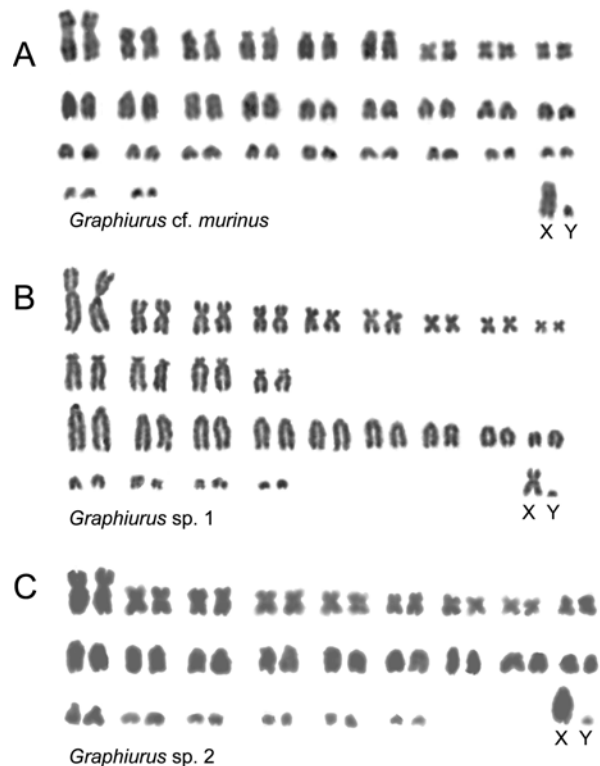 A
Graphiurus cf. murinus
X Y
B
Graphiurus sp. 1
X Y
C
Graphiurus sp. 2
X Y